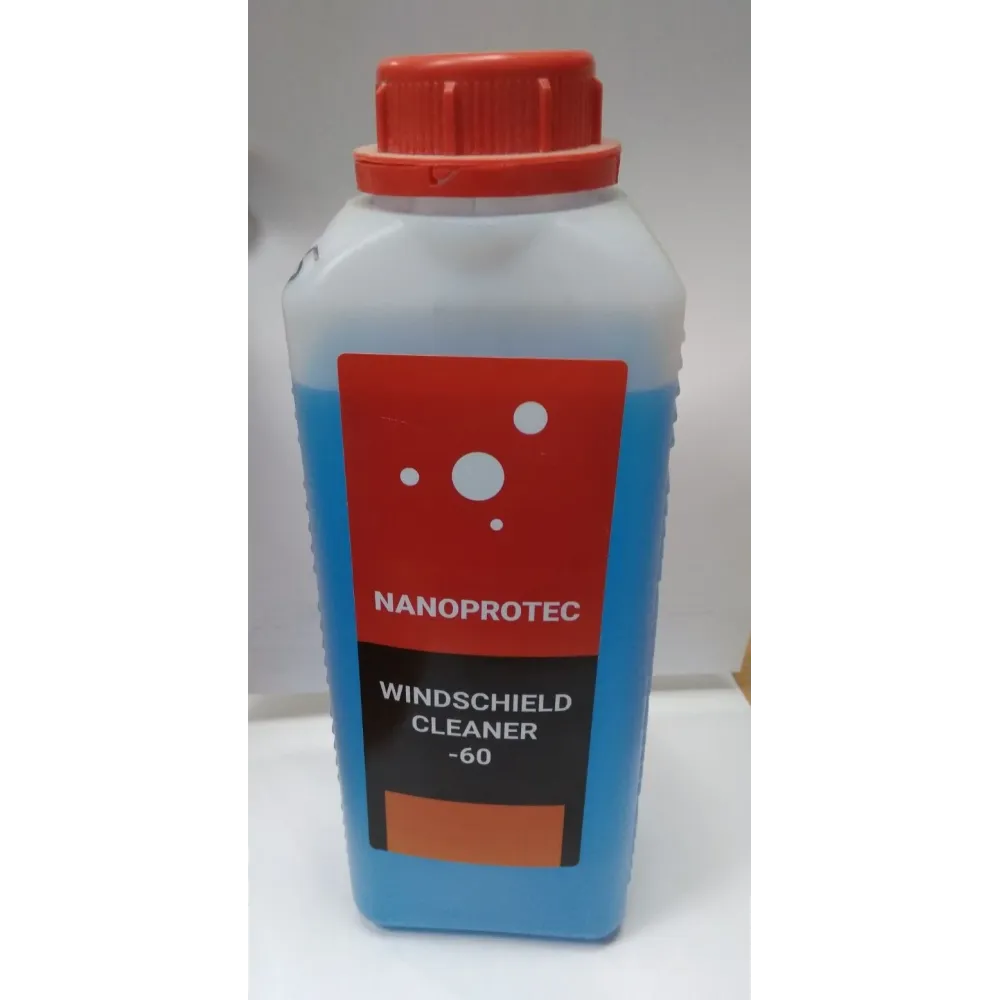 NANOPROTEC
WINDSCHIELD
CLEANER
-60